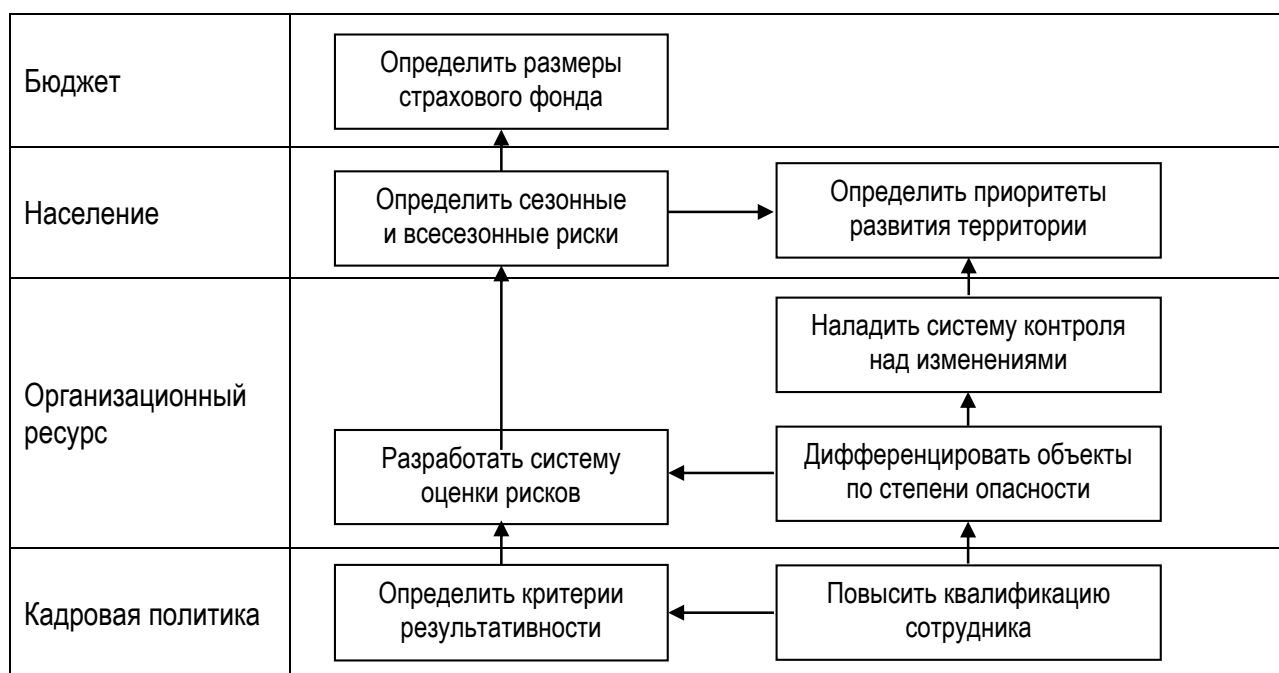 Бюджет
Определить размеры
страхового фонда
Население
Определить сезонные
и всесезонные риски
Определить приоритеты
развития территории
Организационный
ресурс
Наладить систему контроля
над изменениями
Разработать систему
оценки рисков
Дифференцировать объекты
по степени опасности
Кадровая политика
Определить критерии
результативности
Повысить квалификацию
сотрудника